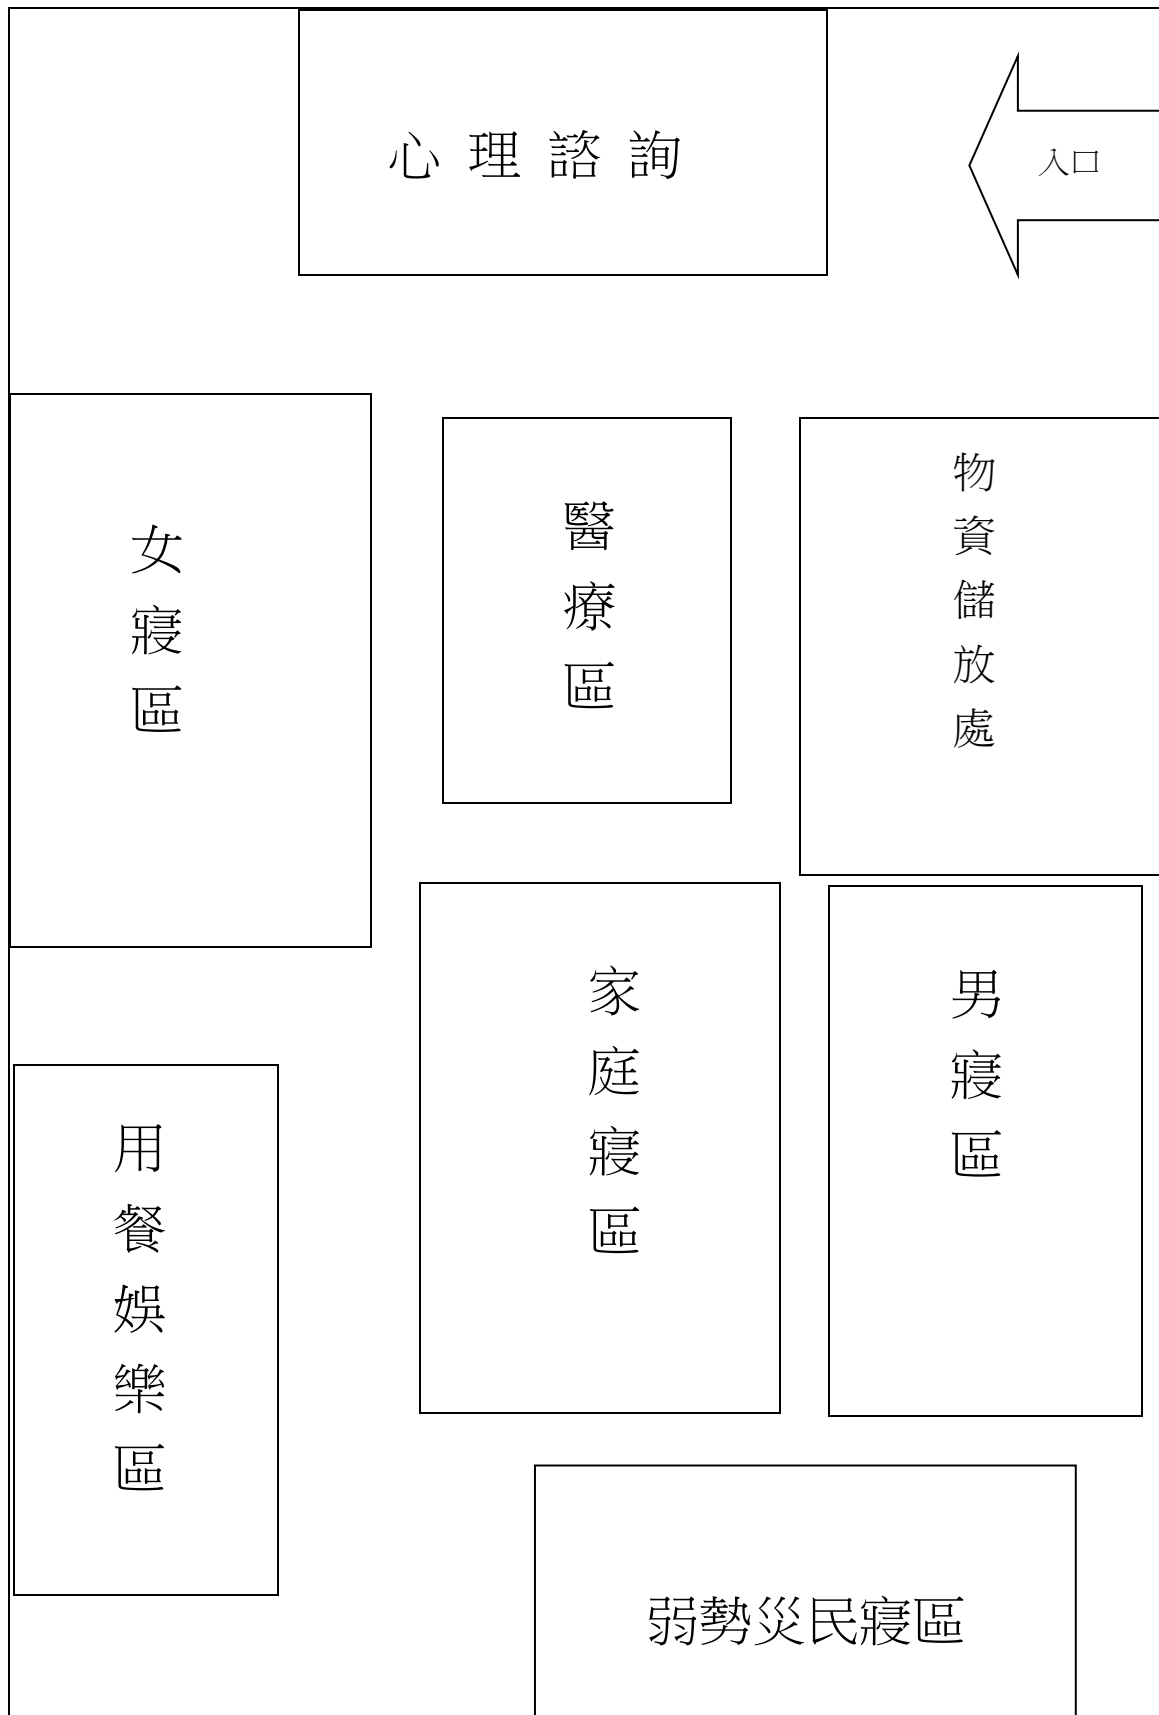 心理諮詢
入口
女寢區
醫療區
物資儲放處
家庭寢區
男寢區
用餐娛樂區
弱勢災民寢區